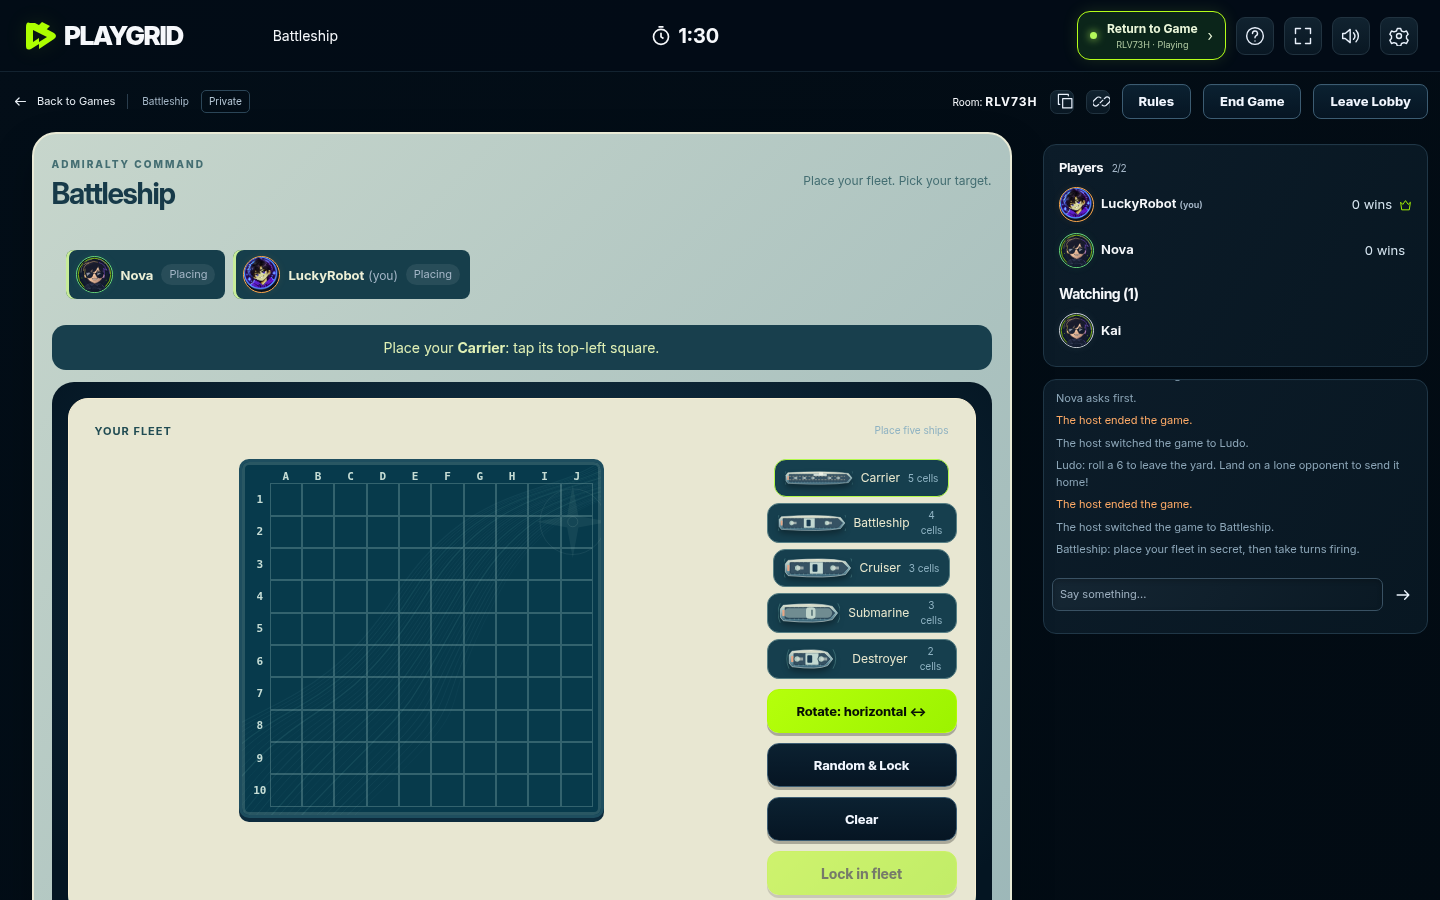 PLAYGRID
Battleship
1:30
Return to Game
RLV73H · Playing
Back to Games
Battleship
Private
Room: RLV73H
Rules
End Game
Leave Lobby
ADMIRALTY COMMAND
Battleship
Place your fleet. Pick your target.
Nova Placing
LuckyRobot (you) Placing
Place your Carrier: tap its top-left square.
YOUR FLEET
Place five ships
A B C D E F G H I J
1
2
3
4
5
6
7
8
9
10
Carrier 5 cells
Battleship 4 cells
Cruiser 3 cells
Submarine 3 cells
Destroyer 2 cells
Rotate: horizontal ↔
Random & Lock
Clear
Lock in fleet
Players 2/2
LuckyRobot (you) 0 wins
Nova 0 wins
Watching (1)
Kai
Nova asks first.
The host ended the game.
The host switched the game to Ludo.
Ludo: roll a 6 to leave the yard. Land on a lone opponent to send it
home!
The host ended the game.
The host switched the game to Battleship.
Battleship: place your fleet in secret, then take turns firing.
Say something...